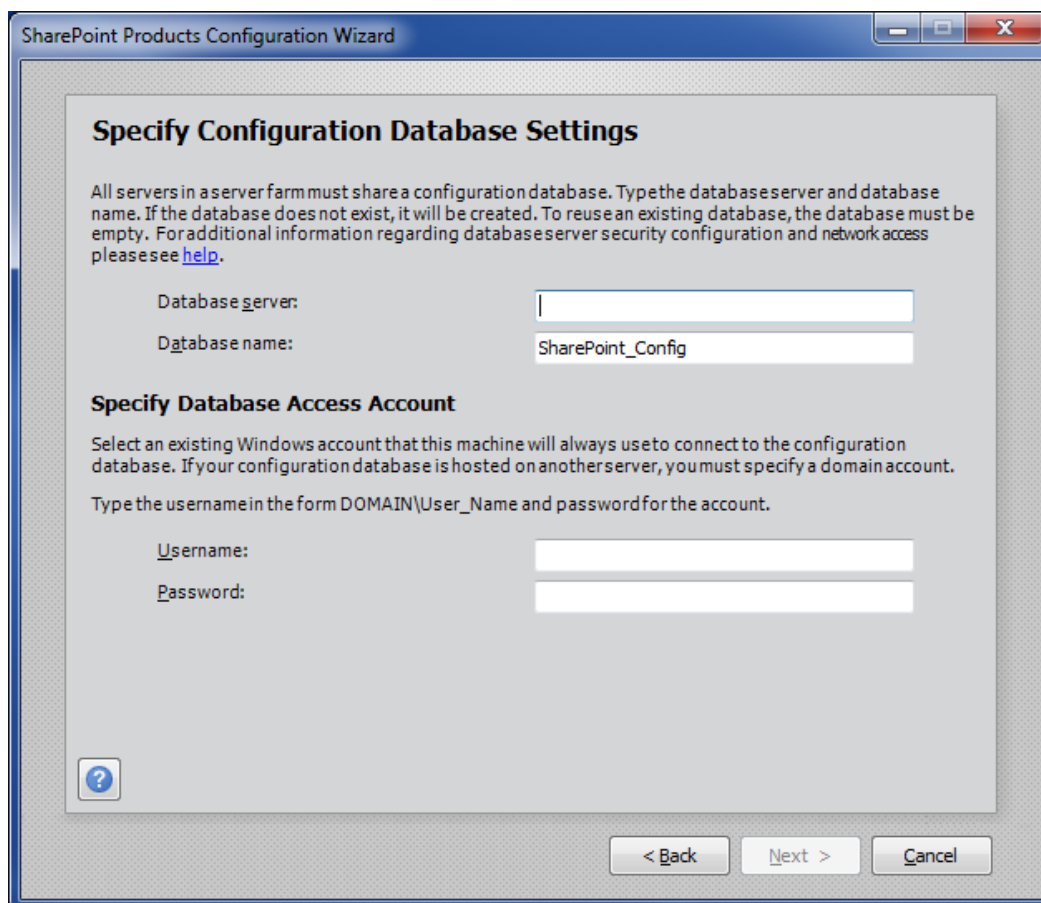 SharePoint Products Configuration Wizard
Specify Configuration Database Settings
All servers in a server farm must share a configuration database. Type the database server and database
name. If the database does not exist, it will be created. To reuse an existing database, the database must be
empty. For additional information regarding database server security configuration and network access
please see help.
Database server:
Database name:
SharePoint_Config
Specify Database Access Account
Select an existing Windows account that this machine will always use to connect to the configuration
database. If your configuration database is hosted on another server, you must specify a domain account.
Type the username in the form DOMAIN\User_Name and password for the account.
Username:
Password:
?
< Back
Next >
Cancel